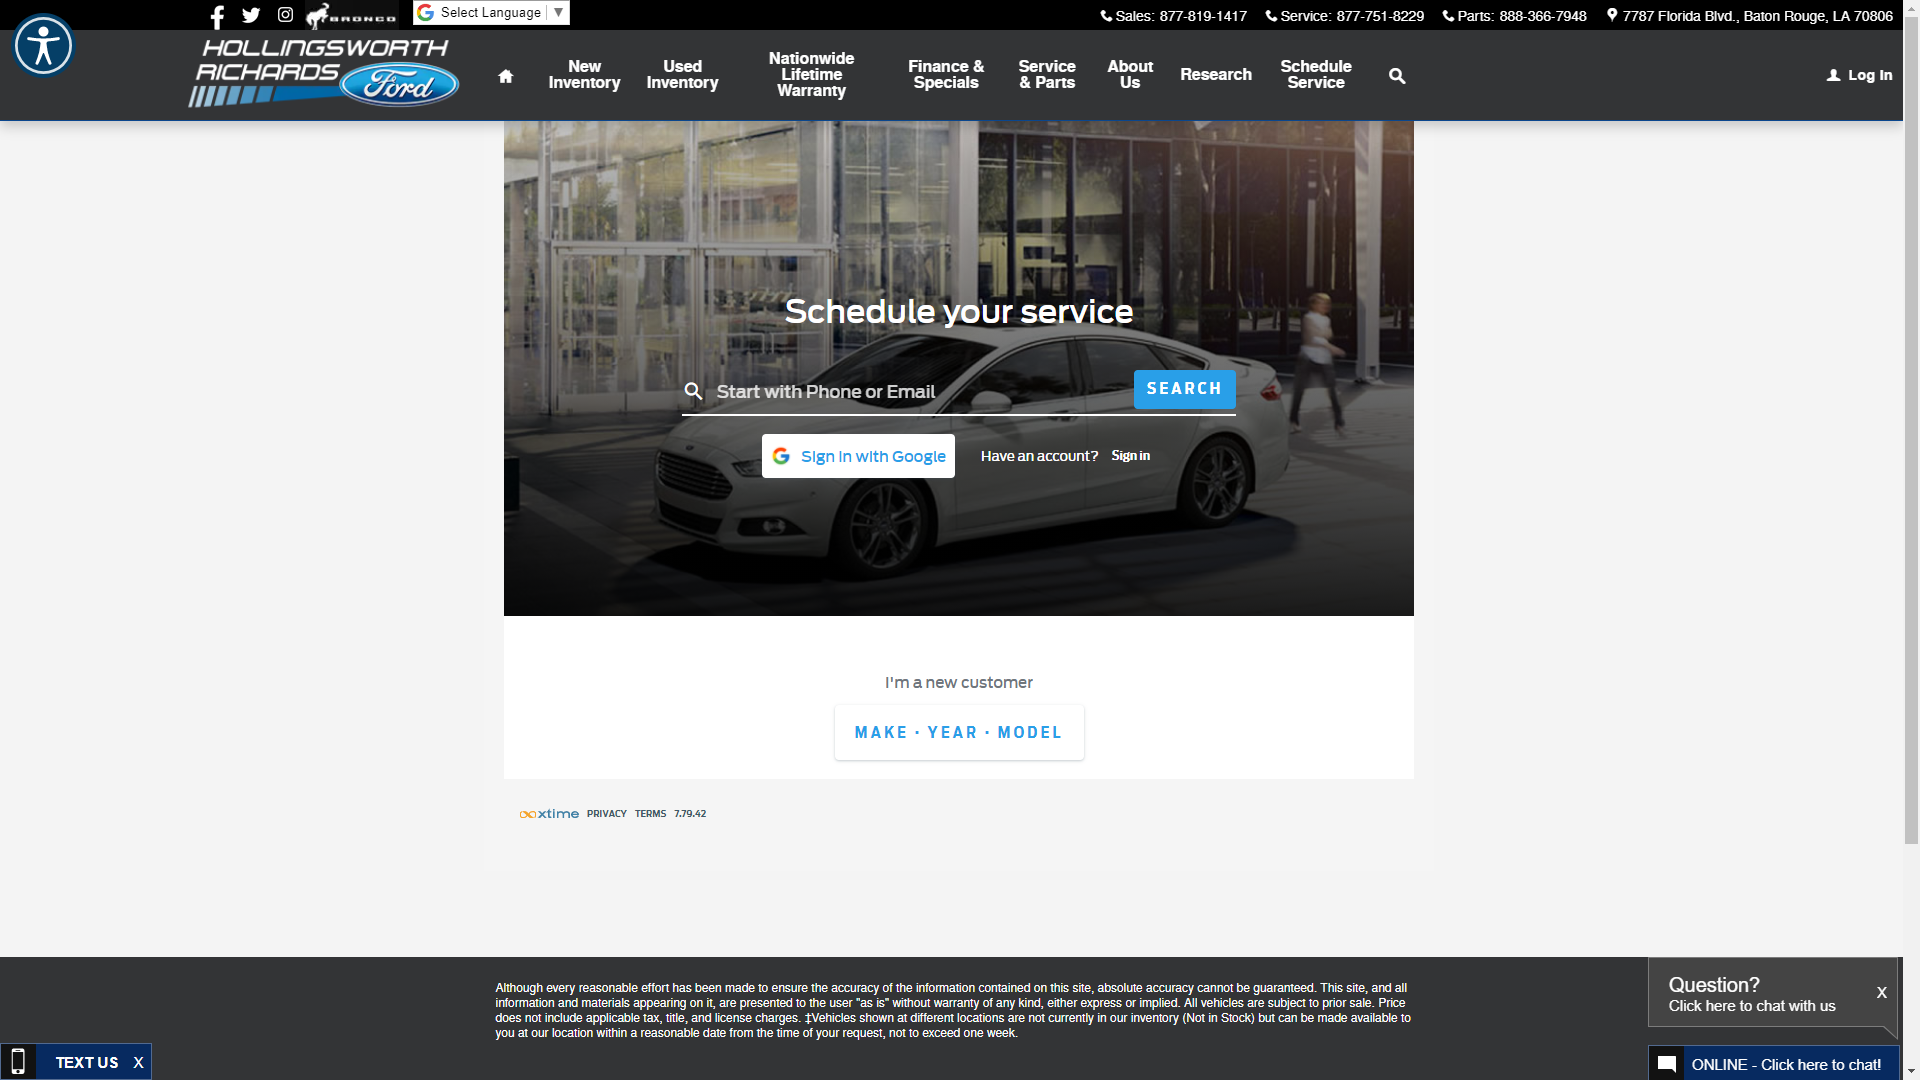 BRONCO
Select Language ▼
Sales: 877-819-1417
Service: 877-751-8229
Parts: 888-366-7948
7787 Florida Blvd., Baton Rouge, LA 70806
HOLLINGSWORTH
RICHARDS
Ford
New
Inventory
Used
Inventory
Nationwide
Lifetime
Warranty
Finance &
Specials
Service
& Parts
About
Us
Research
Schedule
Service
Log In
Schedule your service
Start with Phone or Email
SEARCH
Sign in with Google
Have an account? Sign in
I'm a new customer
MAKE · YEAR · MODEL
xtime PRIVACY TERMS 7.79.42
Although every reasonable effort has been made to ensure the accuracy of the information contained on this site, absolute accuracy cannot be guaranteed. This site, and all
information and materials appearing on it, are presented to the user "as is" without warranty of any kind, either express or implied. All vehicles are subject to prior sale. Price
does not include applicable tax, title, and license charges. ‡Vehicles shown at different locations are not currently in our inventory (Not in Stock) but can be made available to
you at our location within a reasonable date from the time of your request, not to exceed one week.
Question?
Click here to chat with us
X
TEXT US X
ONLINE - Click here to chat!